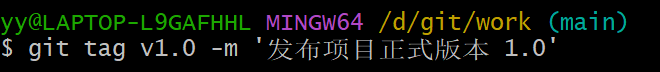 yy@LAPTOP-L9GAFHHL MINGW64 /d/git/work (main)
$ git tag v1.0 -m '发布项目正式版本 1.0'